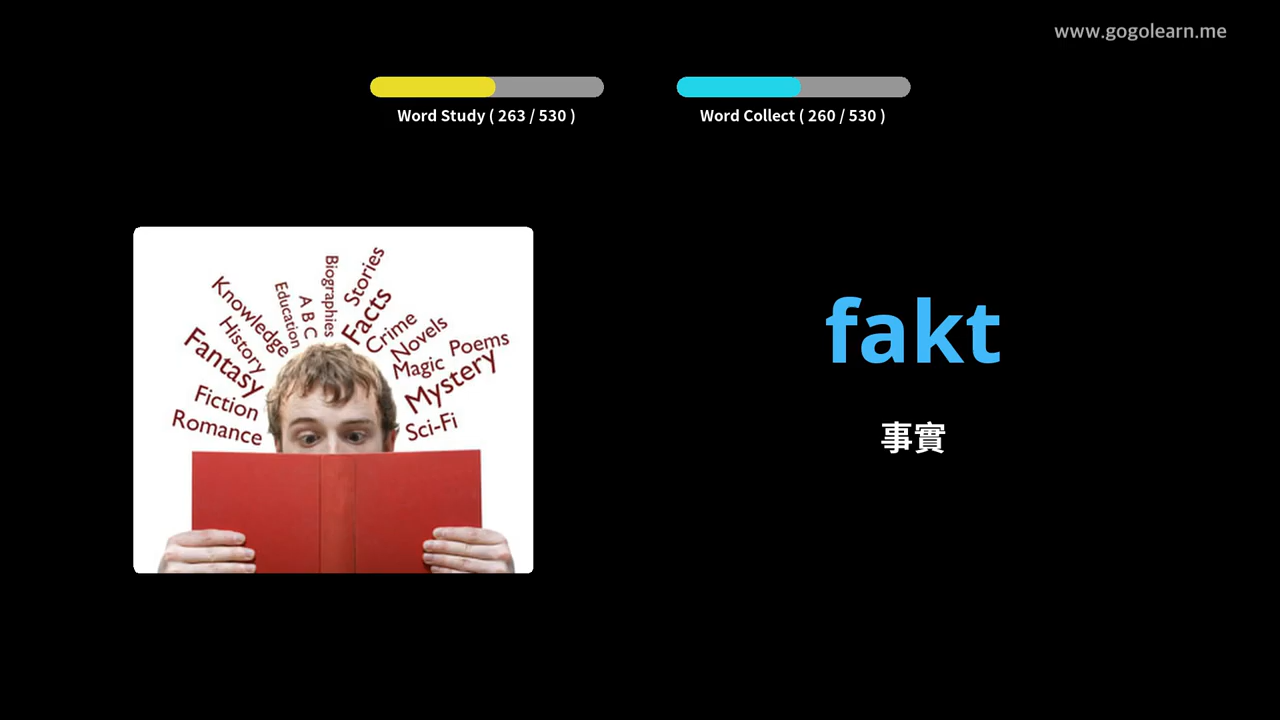 www.gogolearn.me
Word Study ( 263 / 530 )
Word Collect ( 260 / 530 )
Stories
Biographies
Facts
Education
A B C
Knowledge
Crime
Novels
History
Poems
Fantasy
Magic
Mystery
Fiction
Romance
Sci-Fi
fakt
事實